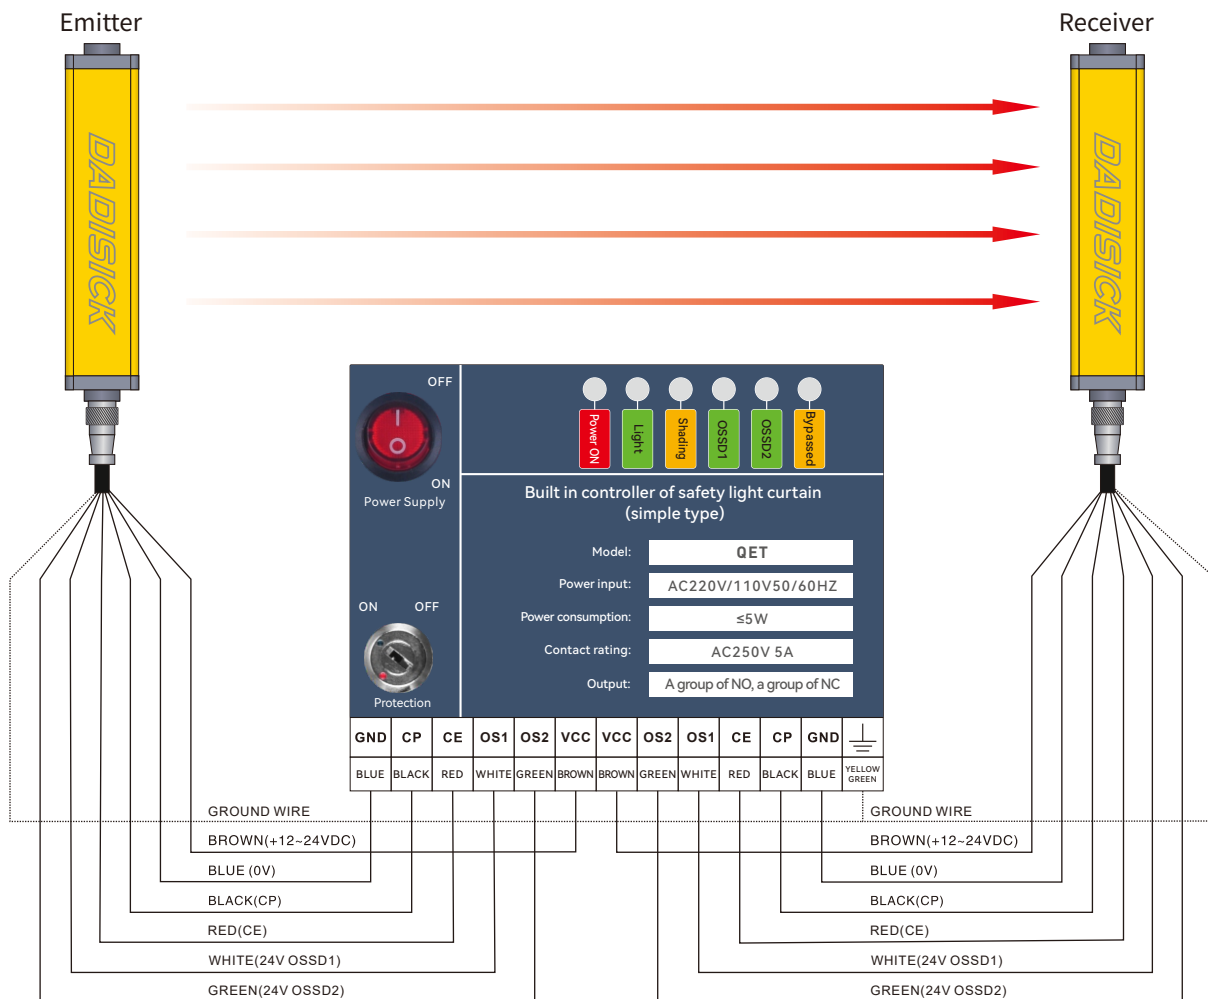 Emitter
Receiver
DADISICK
DADISICK
OFF
I
O
ON
Power Supply
Power ON
Light
Shading
OSSD1
OSSD2
Bypassed
Built in controller of safety light curtain
(simple type)
Model: QET
Power input: AC220V/110V50/60HZ
Power consumption: ≤5W
Contact rating: AC250V 5A
Output: A group of NO, a group of NC
ON OFF
Protection
GND CP CE OS1 OS2 VCC VCC OS2 OS1 CE CP GND
BLUE BLACK RED WHITE GREEN BROWN BROWN GREEN WHITE RED BLACK BLUE YELLOW
GREEN
GROUND WIRE
BROWN(+12~24VDC)
BLUE (0V)
BLACK(CP)
RED(CE)
WHITE(24V OSSD1)
GREEN(24V OSSD2)
GROUND WIRE
BROWN(+12~24VDC)
BLUE (0V)
BLACK(CP)
RED(CE)
WHITE(24V OSSD1)
GREEN(24V OSSD2)